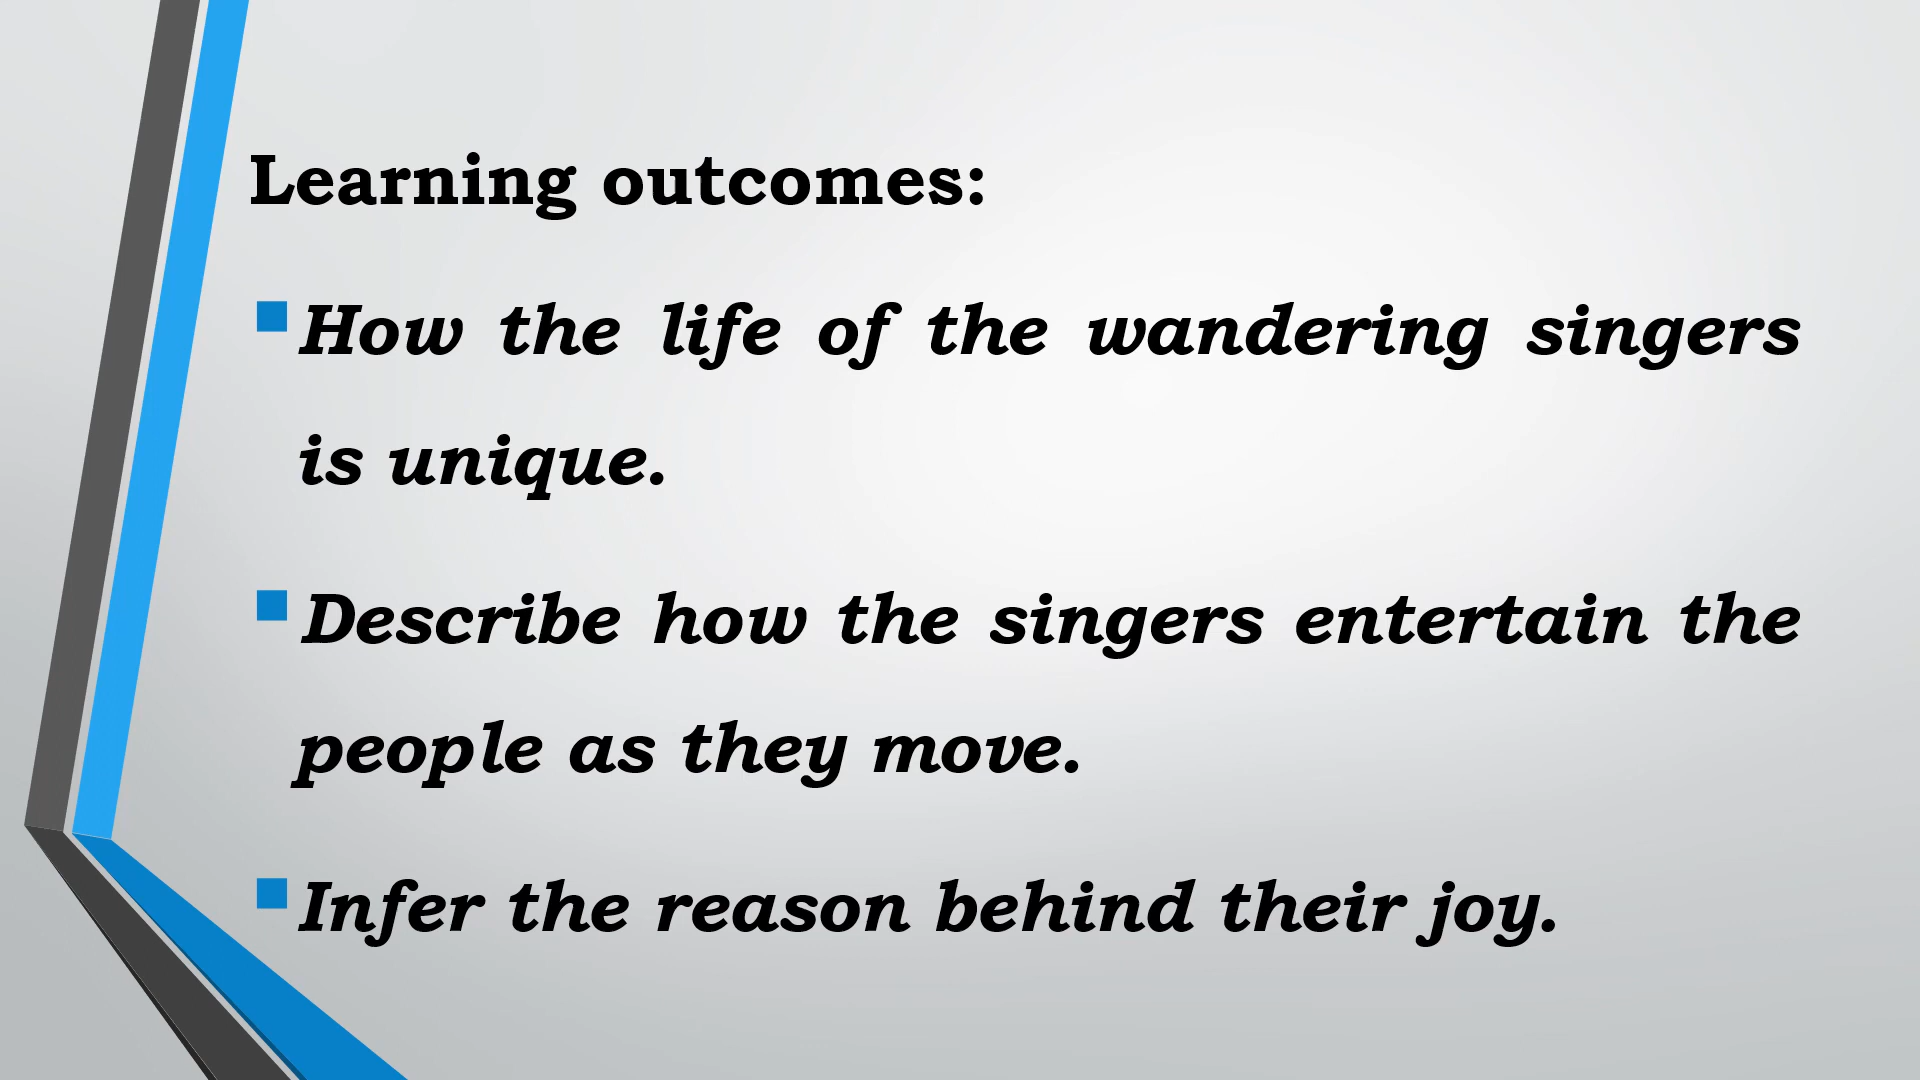 Learning outcomes:
How the life of the wandering singers
is unique.
Describe how the singers entertain the
people as they move.
Infer the reason behind their joy.